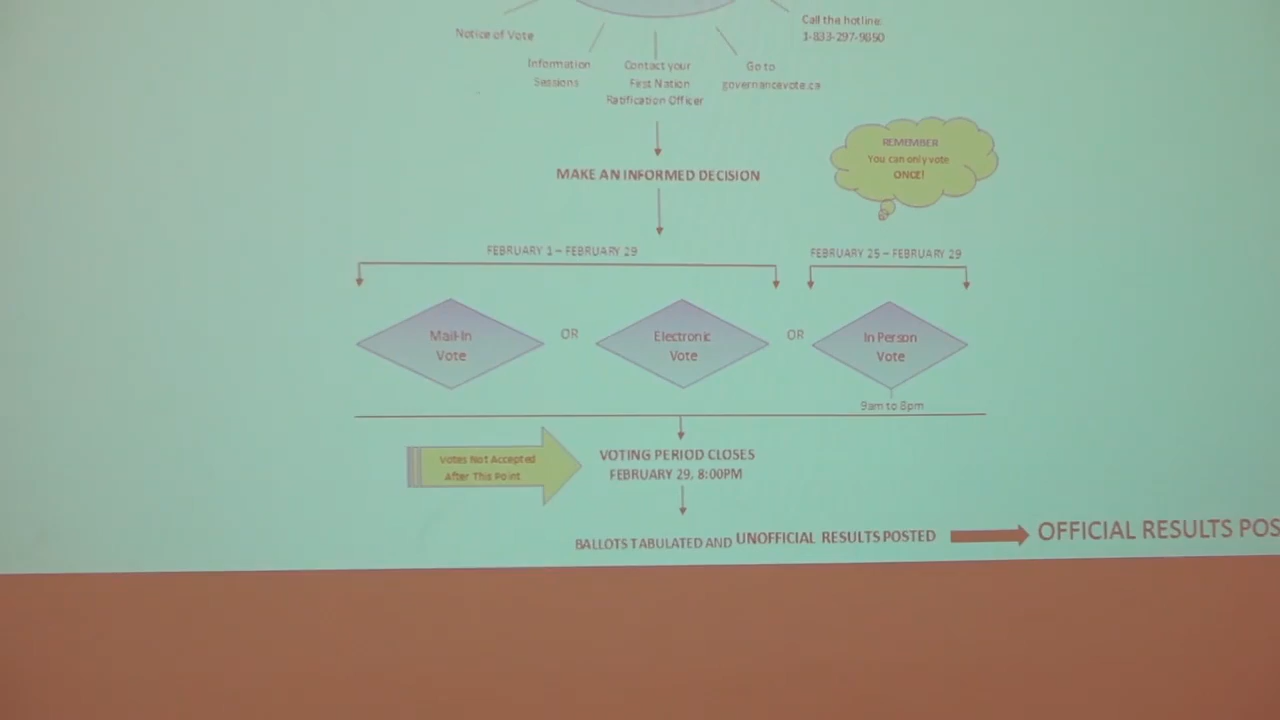 Call the hotline:
1-833-297-9850
Notice of Vote
Information
Sessions
Contact your
First Nation
Ratification Officer
Go to
governancevote.ca
REMEMBER
You can only vote
ONCE!
MAKE AN INFORMED DECISION
FEBRUARY 1 – FEBRUARY 29
FEBRUARY 25 – FEBRUARY 29
Mail-In
Vote
OR
Electronic
Vote
OR
In Person
Vote
9am to 8pm
Votes Not Accepted
After This Point
VOTING PERIOD CLOSES
FEBRUARY 29, 8:00PM
BALLOTS TABULATED AND UNOFFICIAL RESULTS POSTED
OFFICIAL RESULTS POS